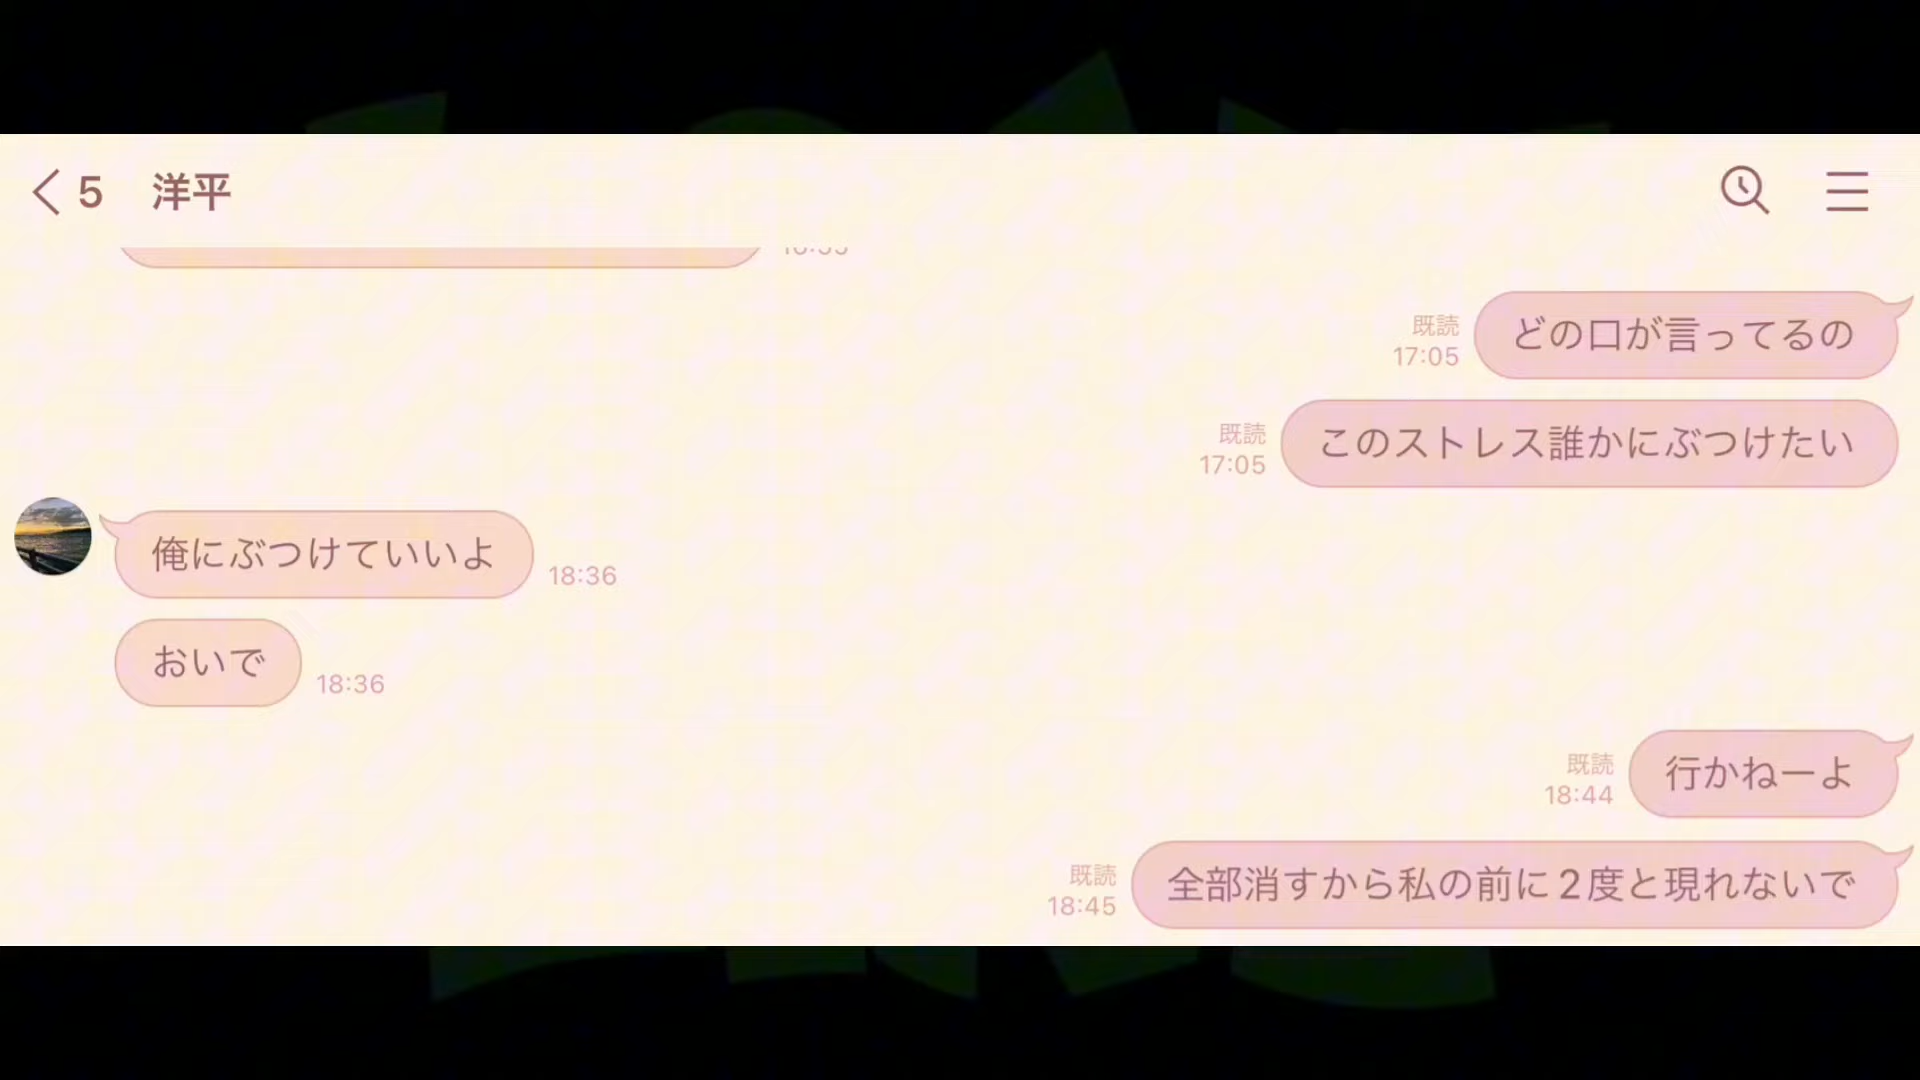 5 洋平
既読
17:05
どの口が言ってるの
既読
17:05
このストレス誰かにぶつけたい
俺にぶつけていいよ
18:36
おいで
18:36
既読
18:44
行かねーよ
既読
18:45
全部消すから私の前に2度と現れないで